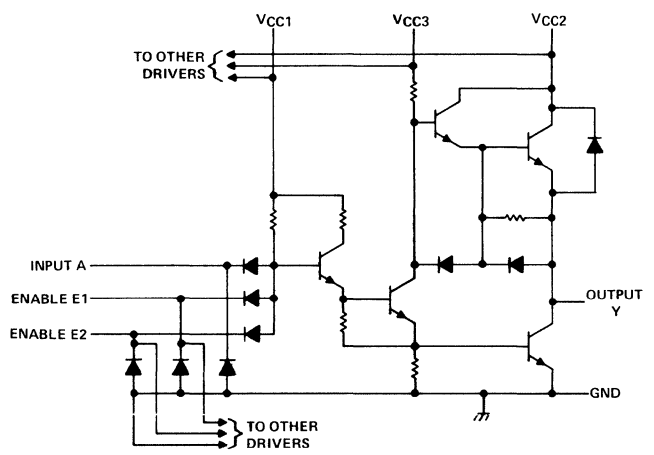 VCC1
VCC3
VCC2
TO OTHER
DRIVERS
INPUT A
ENABLE E1
ENABLE E2
OUTPUT
Y
GND
TO OTHER
DRIVERS